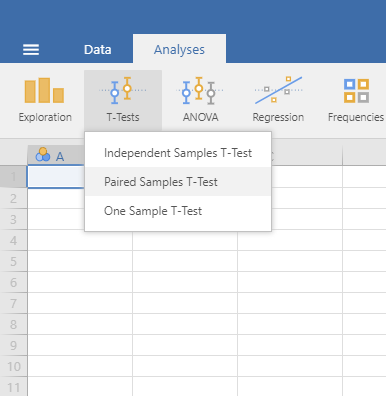 Data Analyses
Exploration T-Tests ANOVA Regression Frequencies
A
Independent Samples T-Test
Paired Samples T-Test
One Sample T-Test
1
2
3
4
5
6
7
8
9
10
11